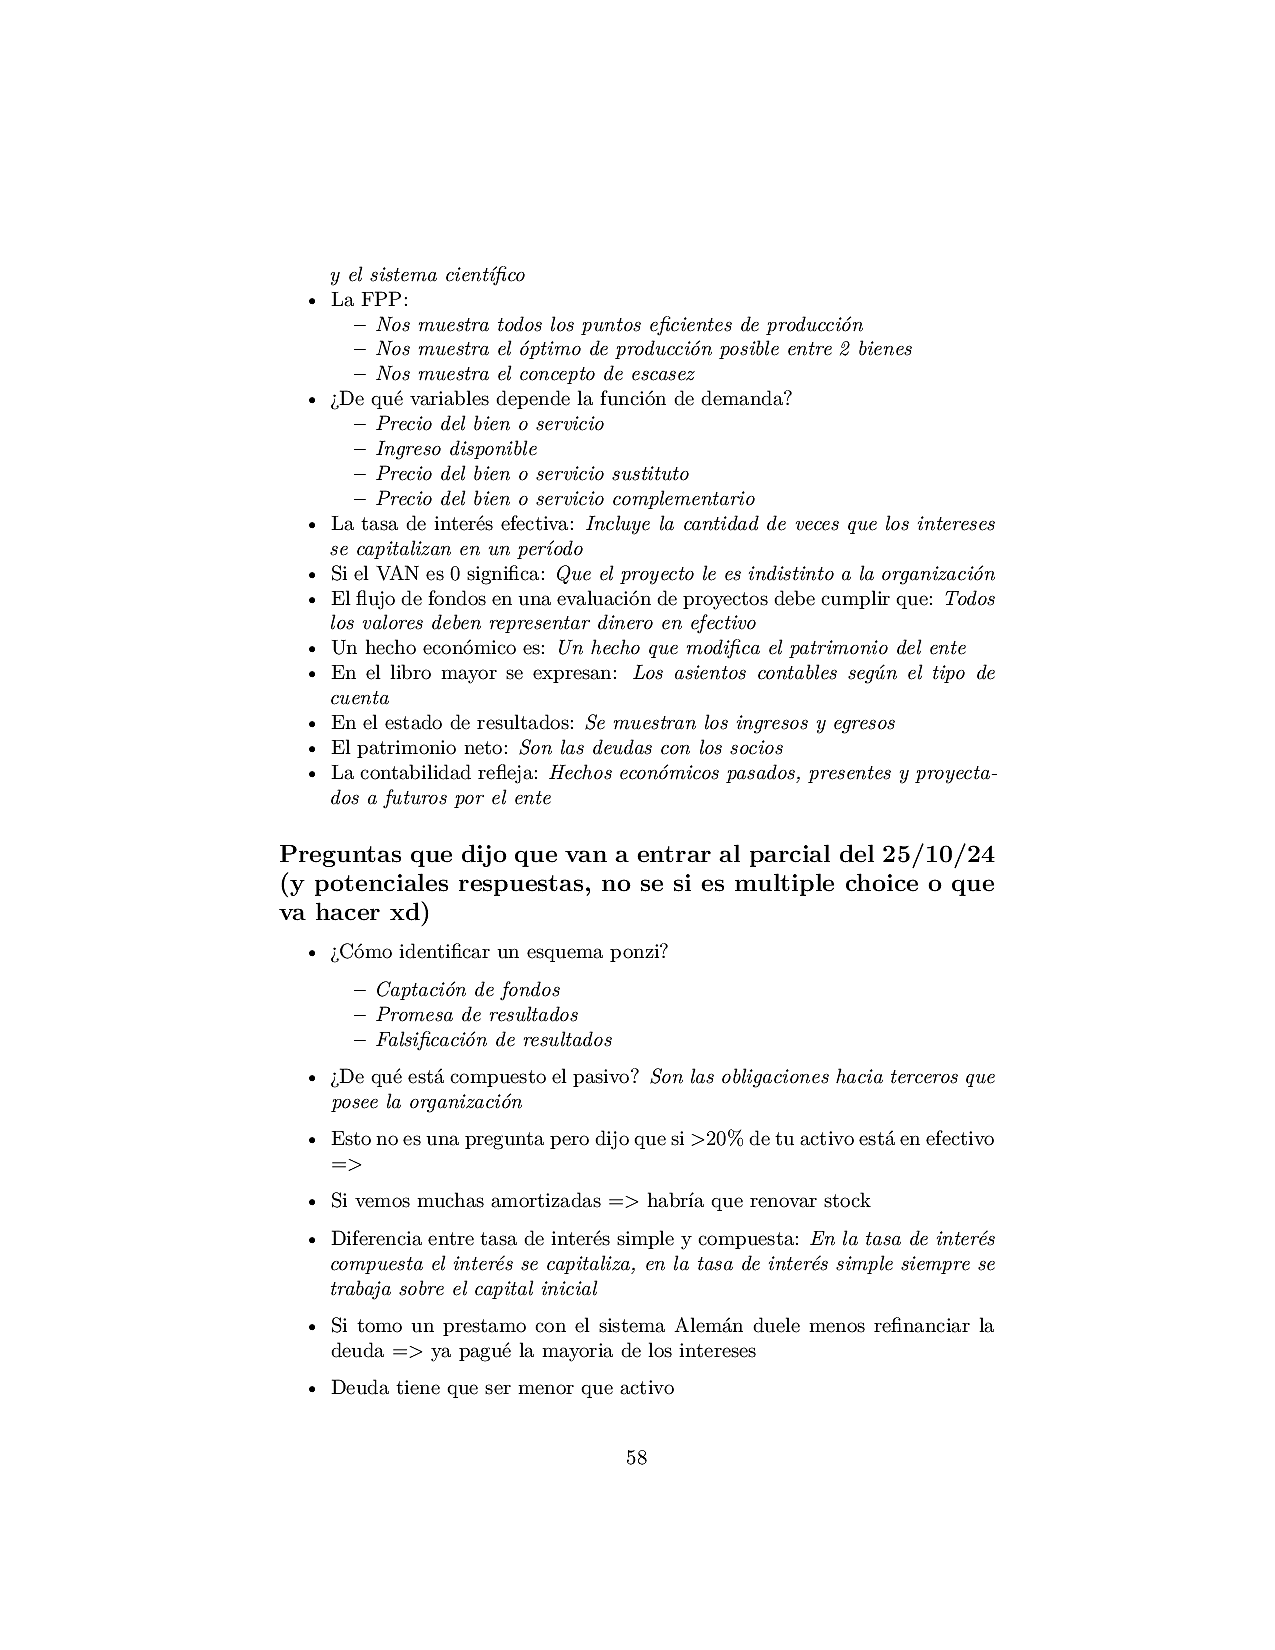 y el sistema científico
• La FPP:
– Nos muestra todos los puntos eficientes de producción
– Nos muestra el óptimo de producción posible entre 2 bienes
– Nos muestra el concepto de escasez
• ¿De qué variables depende la función de demanda?
– Precio del bien o servicio
– Ingreso disponible
– Precio del bien o servicio sustituto
– Precio del bien o servicio complementario
• La tasa de interés efectiva: Incluye la cantidad de veces que los intereses
se capitalizan en un período
• Si el VAN es 0 significa: Que el proyecto le es indistinto a la organización
• El flujo de fondos en una evaluación de proyectos debe cumplir que: Todos
los valores deben representar dinero en efectivo
• Un hecho económico es: Un hecho que modifica el patrimonio del ente
• En el libro mayor se expresan: Los asientos contables según el tipo de
cuenta
• En el estado de resultados: Se muestran los ingresos y egresos
• El patrimonio neto: Son las deudas con los socios
• La contabilidad refleja: Hechos económicos pasados, presentes y proyecta-
dos a futuros por el ente
Preguntas que dijo que van a entrar al parcial del 25/10/24
(y potenciales respuestas, no se si es multiple choice o que
va hacer xd)
• ¿Cómo identificar un esquema ponzi?
– Captación de fondos
– Promesa de resultados
– Falsificación de resultados
• ¿De qué está compuesto el pasivo? Son las obligaciones hacia terceros que
posee la organización
• Esto no es una pregunta pero dijo que si >20% de tu activo está en efectivo
=>
• Si vemos muchas amortizadas => habría que renovar stock
• Diferencia entre tasa de interés simple y compuesta: En la tasa de interés
compuesta el interés se capitaliza, en la tasa de interés simple siempre se
trabaja sobre el capital inicial
• Si tomo un prestamo con el sistema Alemán duele menos refinanciar la
deuda => ya pagué la mayoria de los intereses
• Deuda tiene que ser menor que activo
58